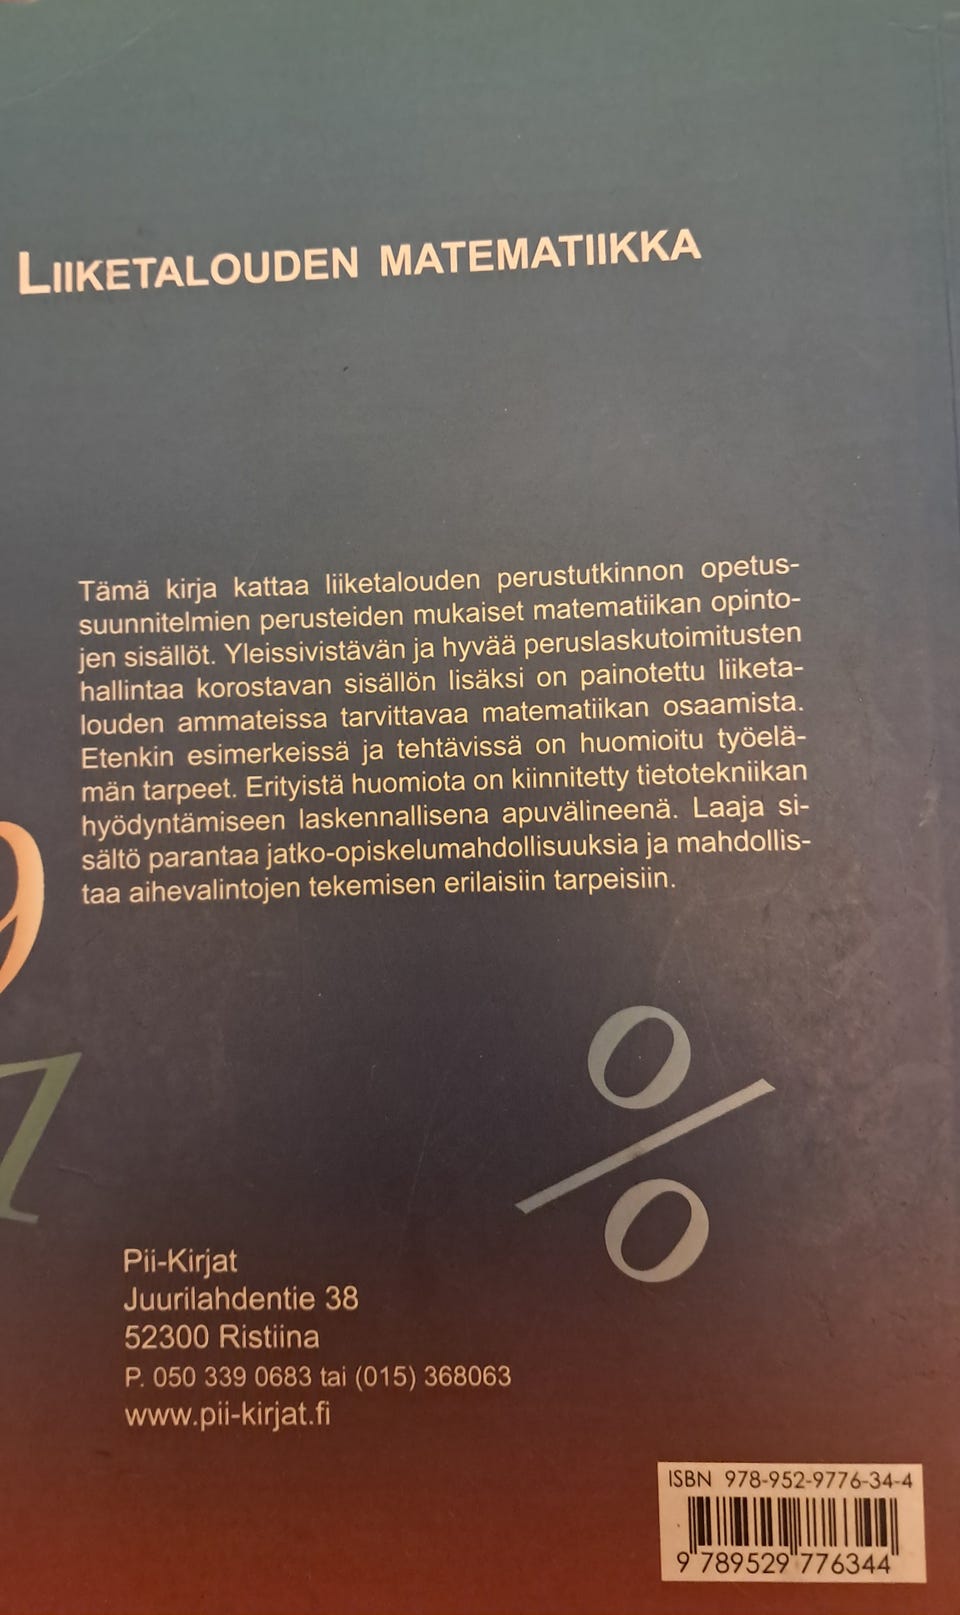 LIIKETALOUDEN MATEMATIIKKA
Tämä kirja kattaa liiketalouden perustutkinnon opetus-
suunnitelmien perusteiden mukaiset matematiikan opinto-
jen sisällöt. Yleissivistävän ja hyvää peruslaskutoimitusten
hallintaa korostavan sisällön lisäksi on painotettu liiketa-
louden ammateissa tarvittavaa matematiikan osaamista.
Etenkin esimerkeissä ja tehtävissä on huomioitu työelä-
män tarpeet. Erityistä huomiota on kiinnitetty tietotekniikan
hyödyntämiseen laskennallisena apuvälineenä. Laaja si-
sältö parantaa jatko-opiskelumahdollisuuksia ja mahdollis-
taa aihevalintojen tekemisen erilaisiin tarpeisiin.
%
Pii-Kirjat
Juurilahdentie 38
52300 Ristiina
P. 050 339 0683 tai (015) 368063
www.pii-kirjat.fi
ISBN 978-952-9776-34-4
9 789529 776344